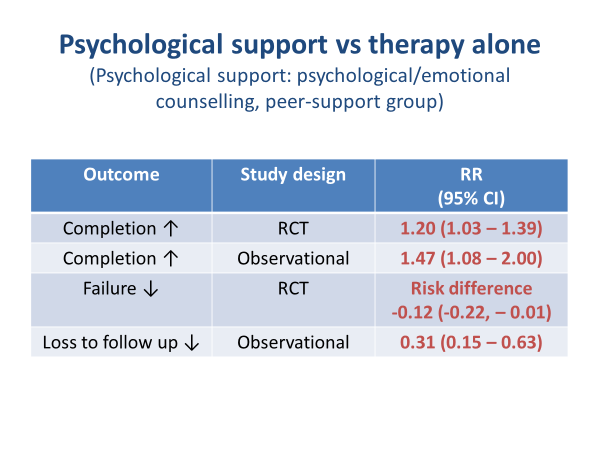 Psychological support vs therapy alone
(Psychological support: psychological/emotional
counselling, peer-support group)
Outcome Study design RR
(95% CI)
Completion ↑ RCT 1.20 (1.03 – 1.39)
Completion ↑ Observational 1.47 (1.08 – 2.00)
Failure ↓ RCT Risk difference
-0.12 (-0.22, – 0.01)
Loss to follow up ↓ Observational 0.31 (0.15 – 0.63)